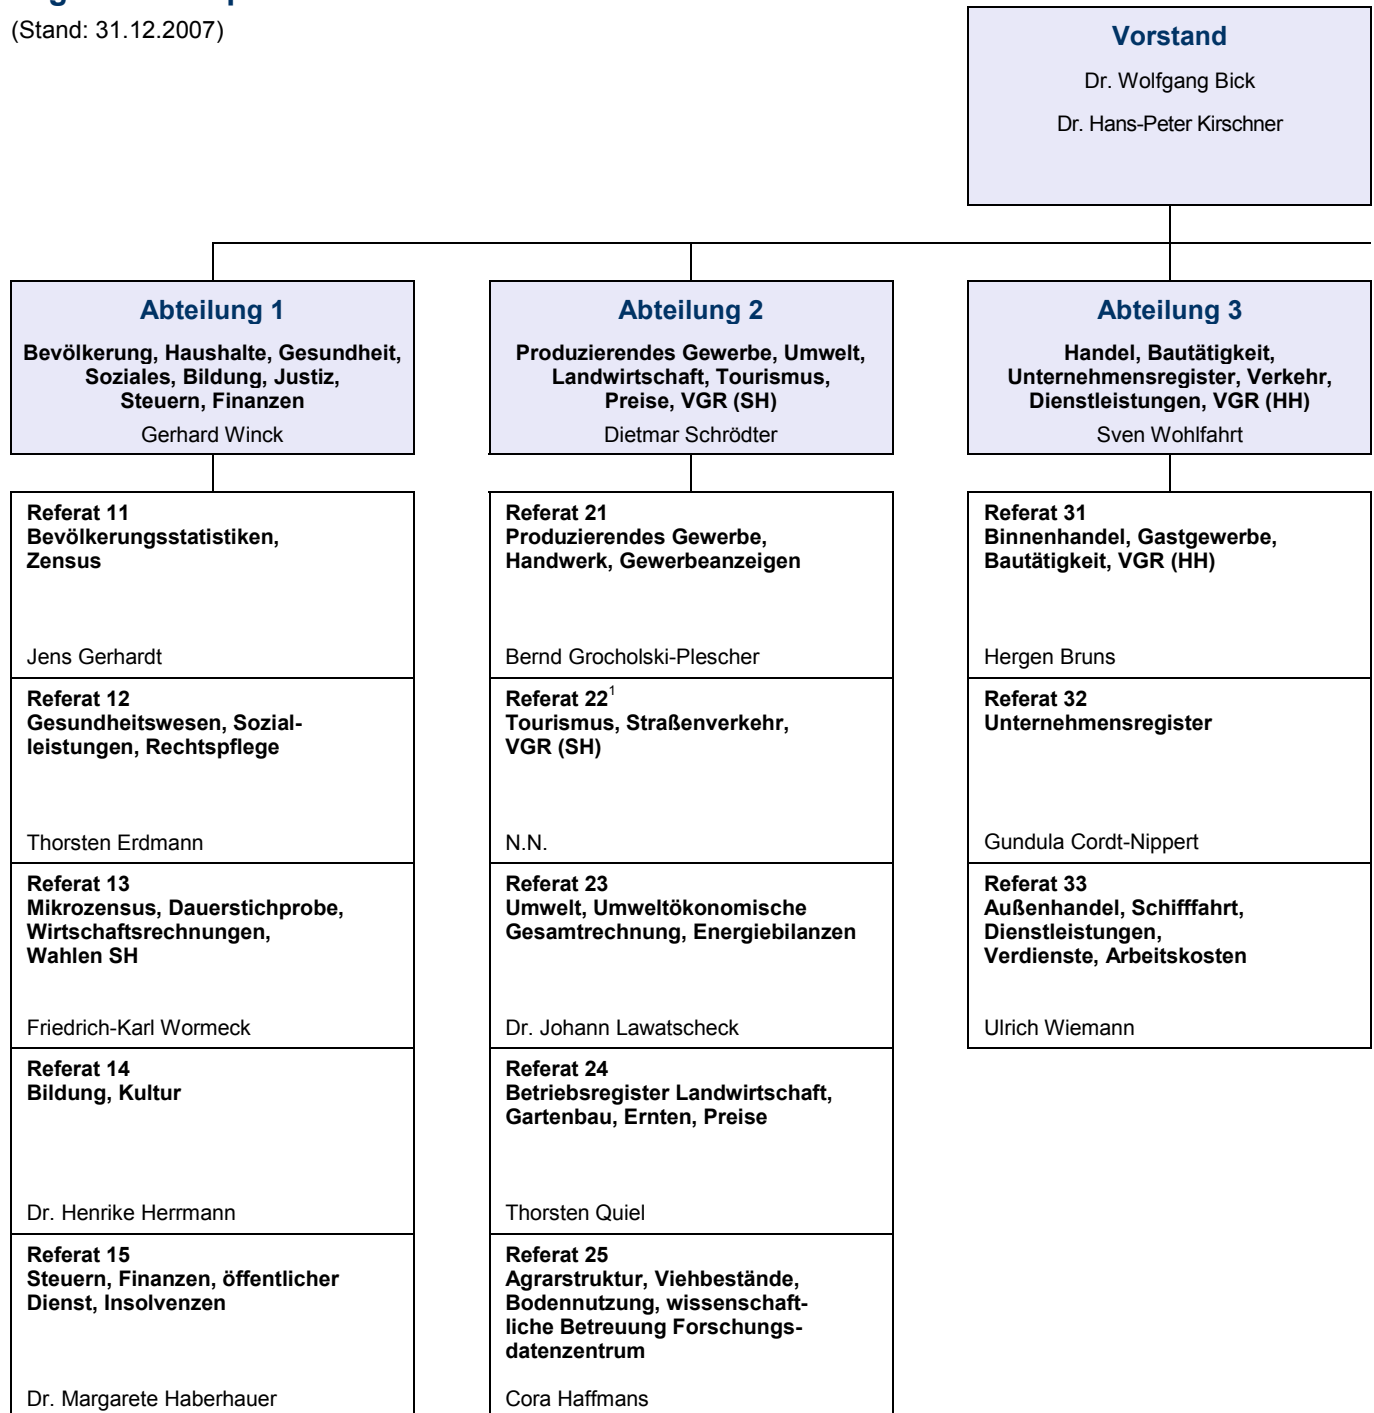 (Stand: 31.12.2007)
Vorstand
Dr. Wolfgang Bick
Dr. Hans-Peter Kirschner
Abteilung 1
Bevölkerung, Haushalte, Gesundheit,
Soziales, Bildung, Justiz,
Steuern, Finanzen
Gerhard Winck
Referat 11
Bevölkerungsstatistiken,
Zensus
Jens Gerhardt
Referat 12
Gesundheitswesen, Sozial-
leistungen, Rechtspflege
Thorsten Erdmann
Referat 13
Mikrozensus, Dauerstichprobe,
Wirtschaftsrechnungen,
Wahlen SH
Friedrich-Karl Wormeck
Referat 14
Bildung, Kultur
Dr. Henrike Herrmann
Referat 15
Steuern, Finanzen, öffentlicher
Dienst, Insolvenzen
Dr. Margarete Haberhauer
Abteilung 2
Produzierendes Gewerbe, Umwelt,
Landwirtschaft, Tourismus,
Preise, VGR (SH)
Dietmar Schrödter
Referat 21
Produzierendes Gewerbe,
Handwerk, Gewerbeanzeigen
Bernd Grocholski-Plescher
Referat 22¹
Tourismus, Straßenverkehr,
VGR (SH)
N.N.
Referat 23
Umwelt, Umweltökonomische
Gesamtrechnung, Energiebilanzen
Dr. Johann Lawatscheck
Referat 24
Betriebsregister Landwirtschaft,
Gartenbau, Ernten, Preise
Thorsten Quiel
Referat 25
Agrarstruktur, Viehbestände,
Bodennutzung, wissenschaft-
liche Betreuung Forschungs-
datenzentrum
Cora Haffmans
Abteilung 3
Handel, Bautätigkeit,
Unternehmensregister, Verkehr,
Dienstleistungen, VGR (HH)
Sven Wohlfahrt
Referat 31
Binnenhandel, Gastgewerbe,
Bautätigkeit, VGR (HH)
Hergen Bruns
Referat 32
Unternehmensregister
Gundula Cordt-Nippert
Referat 33
Außenhandel, Schifffahrt,
Dienstleistungen,
Verdienste, Arbeitskosten
Ulrich Wiemann